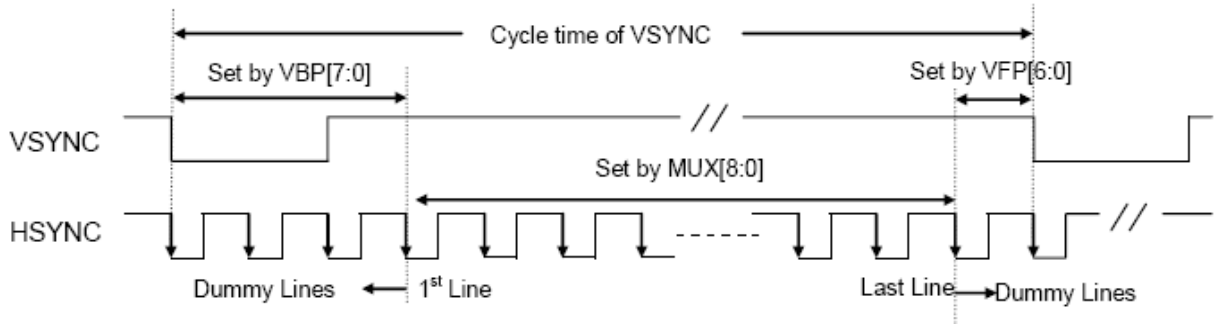 Cycle time of VSYNC
Set by VBP[7:0]
Set by VFP[6:0]
VSYNC
//
Set by MUX[8:0]
HSYNC
//
Dummy Lines
1st Line
Last Line
Dummy Lines